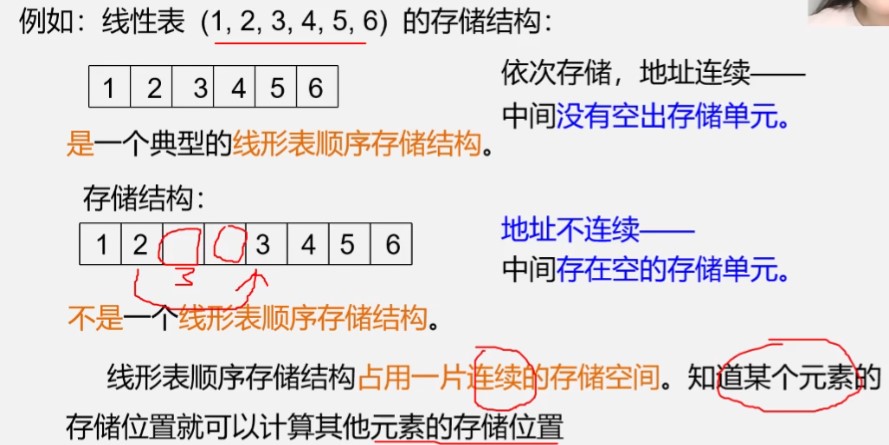 例如：线性表（1, 2, 3, 4, 5, 6）的存储结构：
1 2 3 4 5 6
依次存储，地址连续——
中间没有空出存储单元。
是一个典型的线形表顺序存储结构。
存储结构：
1 2 3 4 5 6
3
地址不连续——
中间存在空的存储单元。
不是一个线形表顺序存储结构。
线形表顺序存储结构占用一片连续的存储空间。知道某个元素的
存储位置就可以计算其他元素的存储位置